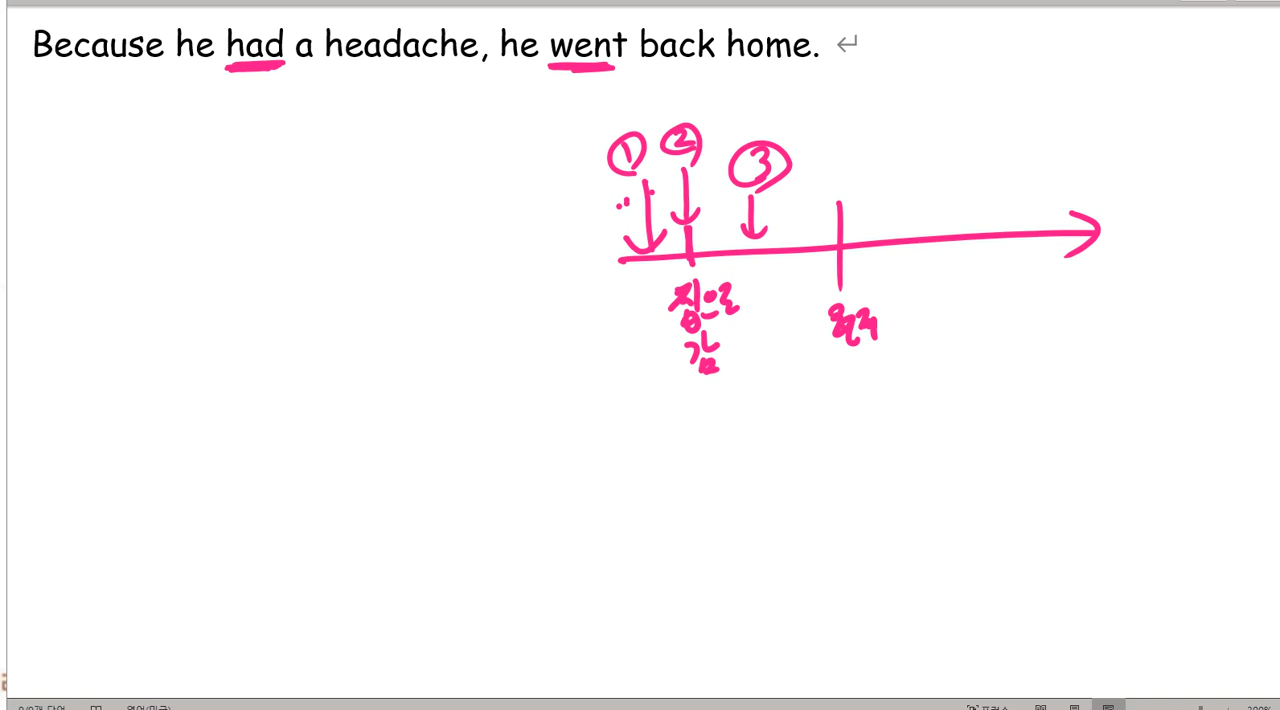 Because he had a headache, he went back home. ↵
① ② ③
집으로
감
현재